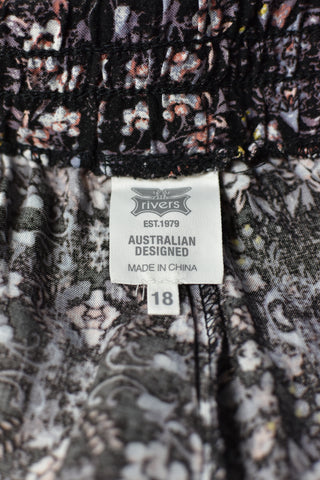 rivers
EST.1979
AUSTRALIAN
DESIGNED
MADE IN CHINA
18